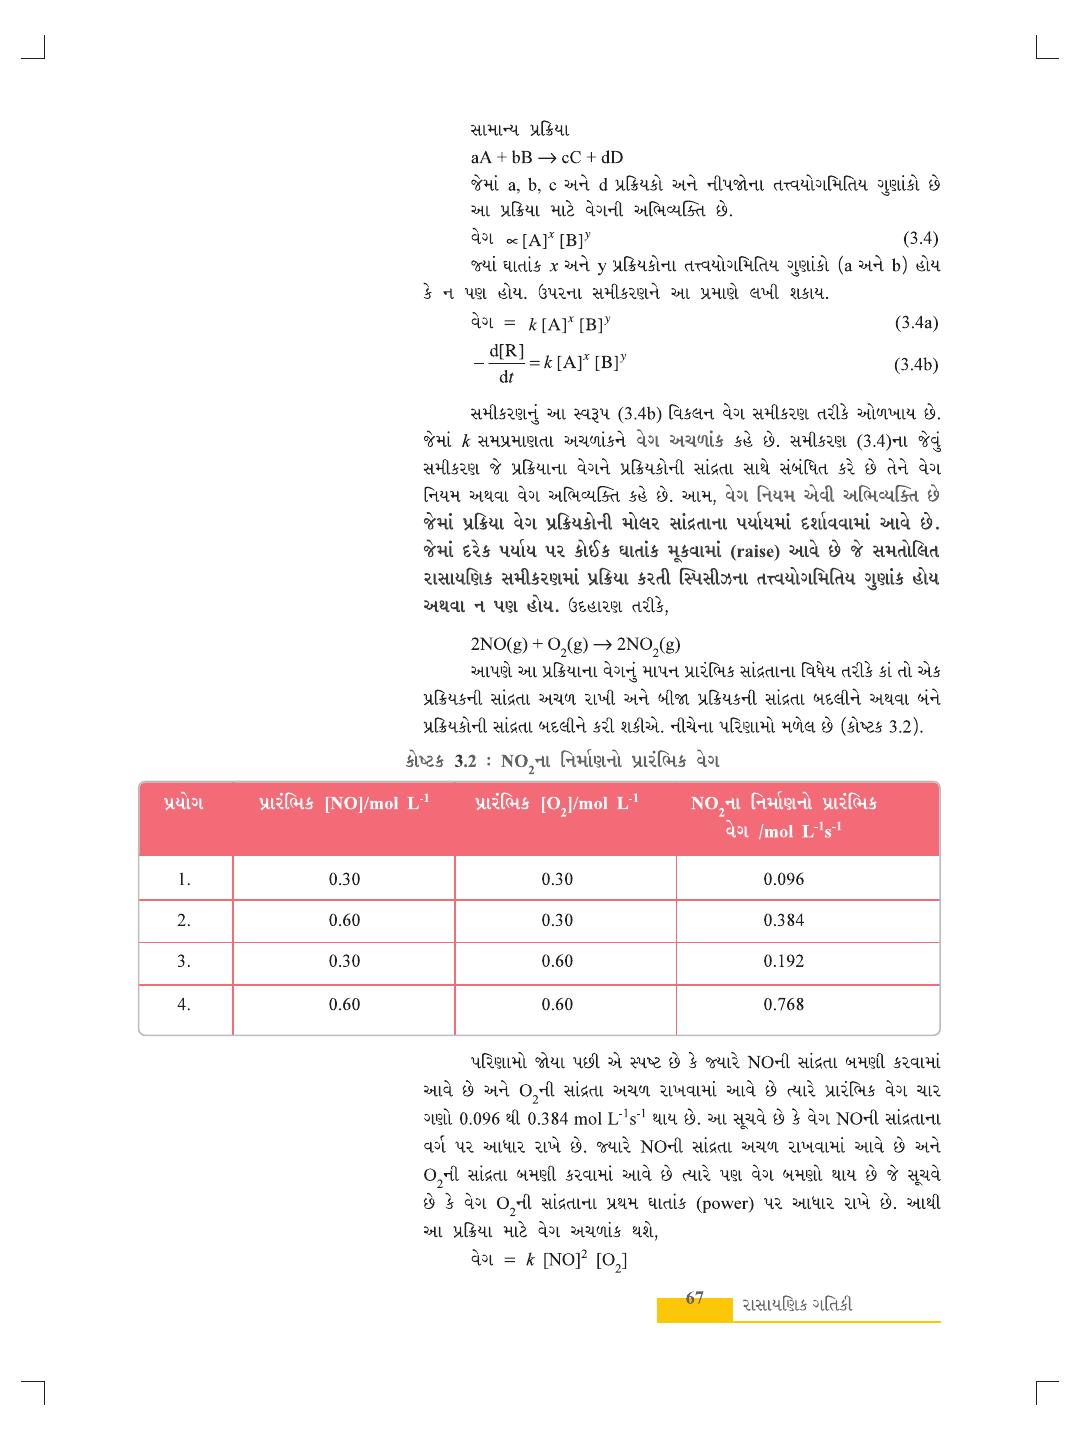 સામાન્ય પ્રક્રિયા
aA + bB → cC + dD
જેમાં a, b, c અને d પ્રક્રિયકો અને નીપજોના તત્ત્વયોગમિતિય ગુણાંકો છે
આ પ્રક્રિયા માટે વેગની અભિવ્યક્તિ છે.
વેગ ∝ [A]ˣ [B]ʸ (3.4)
જ્યાં ઘાતાંક x અને y પ્રક્રિયકોના તત્ત્વયોગમિતિય ગુણાંકો (a અને b) હોય
કે ન પણ હોય. ઉપરના સમીકરણને આ પ્રમાણે લખી શકાય.
વેગ = k [A]ˣ [B]ʸ (3.4a)
− d[R]/dt = k [A]ˣ [B]ʸ (3.4b)
સમીકરણનું આ સ્વરૂપ (3.4b) વિકલન વેગ સમીકરણ તરીકે ઓળખાય છે.
જેમાં k સમપ્રમાણતા અચળાંકને વેગ અચળાંક કહે છે. સમીકરણ (3.4)ના જેવું
સમીકરણ જે પ્રક્રિયાના વેગને પ્રક્રિયકોની સાંદ્રતા સાથે સંબંધિત કરે છે તેને વેગ
નિયમ અથવા વેગ અભિવ્યક્તિ કહે છે. આમ, વેગ નિયમ એવી અભિવ્યક્તિ છે
જેમાં પ્રક્રિયા વેગ પ્રક્રિયકોની મોલર સાંદ્રતાના પર્યાયમાં દર્શાવવામાં આવે છે.
જેમાં દરેક પર્યાય પર કોઈક ઘાતાંક મૂકવામાં (raise) આવે છે જે સમતોલિત
રાસાયણિક સમીકરણમાં પ્રક્રિયા કરતી સ્પિસીઝના તત્ત્વયોગમિતિય ગુણાંક હોય
અથવા ન પણ હોય. ઉદહારણ તરીકે,
2NO(g) + O₂(g) → 2NO₂(g)
આપણે આ પ્રક્રિયાના વેગનું માપન પ્રારંભિક સાંદ્રતાના વિધેય તરીકે કાં તો એક
પ્રક્રિયકની સાંદ્રતા અચળ રાખી અને બીજા પ્રક્રિયકની સાંદ્રતા બદલીને અથવા બંને
પ્રક્રિયકોની સાંદ્રતા બદલીને કરી શકીએ. નીચેના પરિણામો મળેલ છે (કોષ્ટક 3.2).
કોષ્ટક 3.2 : NO₂ના નિર્માણનો પ્રારંભિક વેગ
પ્રયોગ પ્રારંભિક [NO]/mol L⁻¹ પ્રારંભિક [O₂]/mol L⁻¹ NO₂ના નિર્માણનો પ્રારંભિક
વેગ /mol L⁻¹s⁻¹
1. 0.30 0.30 0.096
2. 0.60 0.30 0.384
3. 0.30 0.60 0.192
4. 0.60 0.60 0.768
પરિણામો જોયા પછી એ સ્પષ્ટ છે કે જ્યારે NOની સાંદ્રતા બમણી કરવામાં
આવે છે અને O₂ની સાંદ્રતા અચળ રાખવામાં આવે છે ત્યારે પ્રારંભિક વેગ ચાર
ગણો 0.096 થી 0.384 mol L⁻¹s⁻¹ થાય છે. આ સૂચવે છે કે વેગ NOની સાંદ્રતાના
વર્ગ પર આધાર રાખે છે. જ્યારે NOની સાંદ્રતા અચળ રાખવામાં આવે છે અને
O₂ની સાંદ્રતા બમણી કરવામાં આવે છે ત્યારે પણ વેગ બમણો થાય છે જે સૂચવે
છે કે વેગ O₂ની સાંદ્રતાના પ્રથમ ઘાતાંક (power) પર આધાર રાખે છે. આથી
આ પ્રક્રિયા માટે વેગ અચળાંક થશે,
વેગ = k [NO]² [O₂]
67 રાસાયણિક ગતિકી